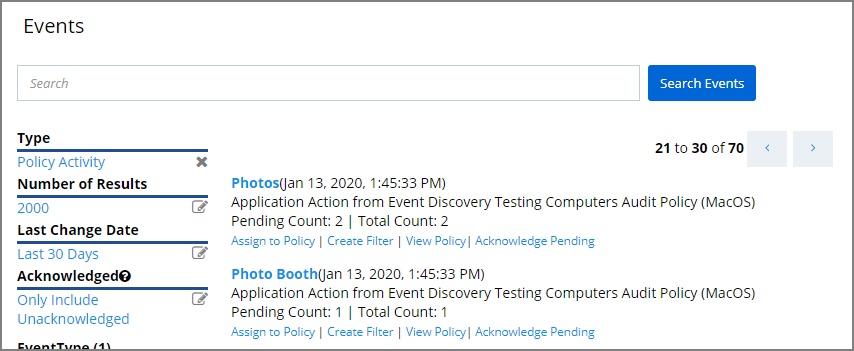 Events
Search
Search Events
Type
Policy Activity
Number of Results
2000
Last Change Date
Last 30 Days
Acknowledged
Only Include
Unacknowledged
EventType (1)
21 to 30 of 70
Photos(Jan 13, 2020, 1:45:33 PM)
Application Action from Event Discovery Testing Computers Audit Policy (MacOS)
Pending Count: 2 | Total Count: 2
Assign to Policy | Create Filter | View Policy| Acknowledge Pending
Photo Booth(Jan 13, 2020, 1:45:33 PM)
Application Action from Event Discovery Testing Computers Audit Policy (MacOS)
Pending Count: 1 | Total Count: 1
Assign to Policy | Create Filter | View Policy| Acknowledge Pending